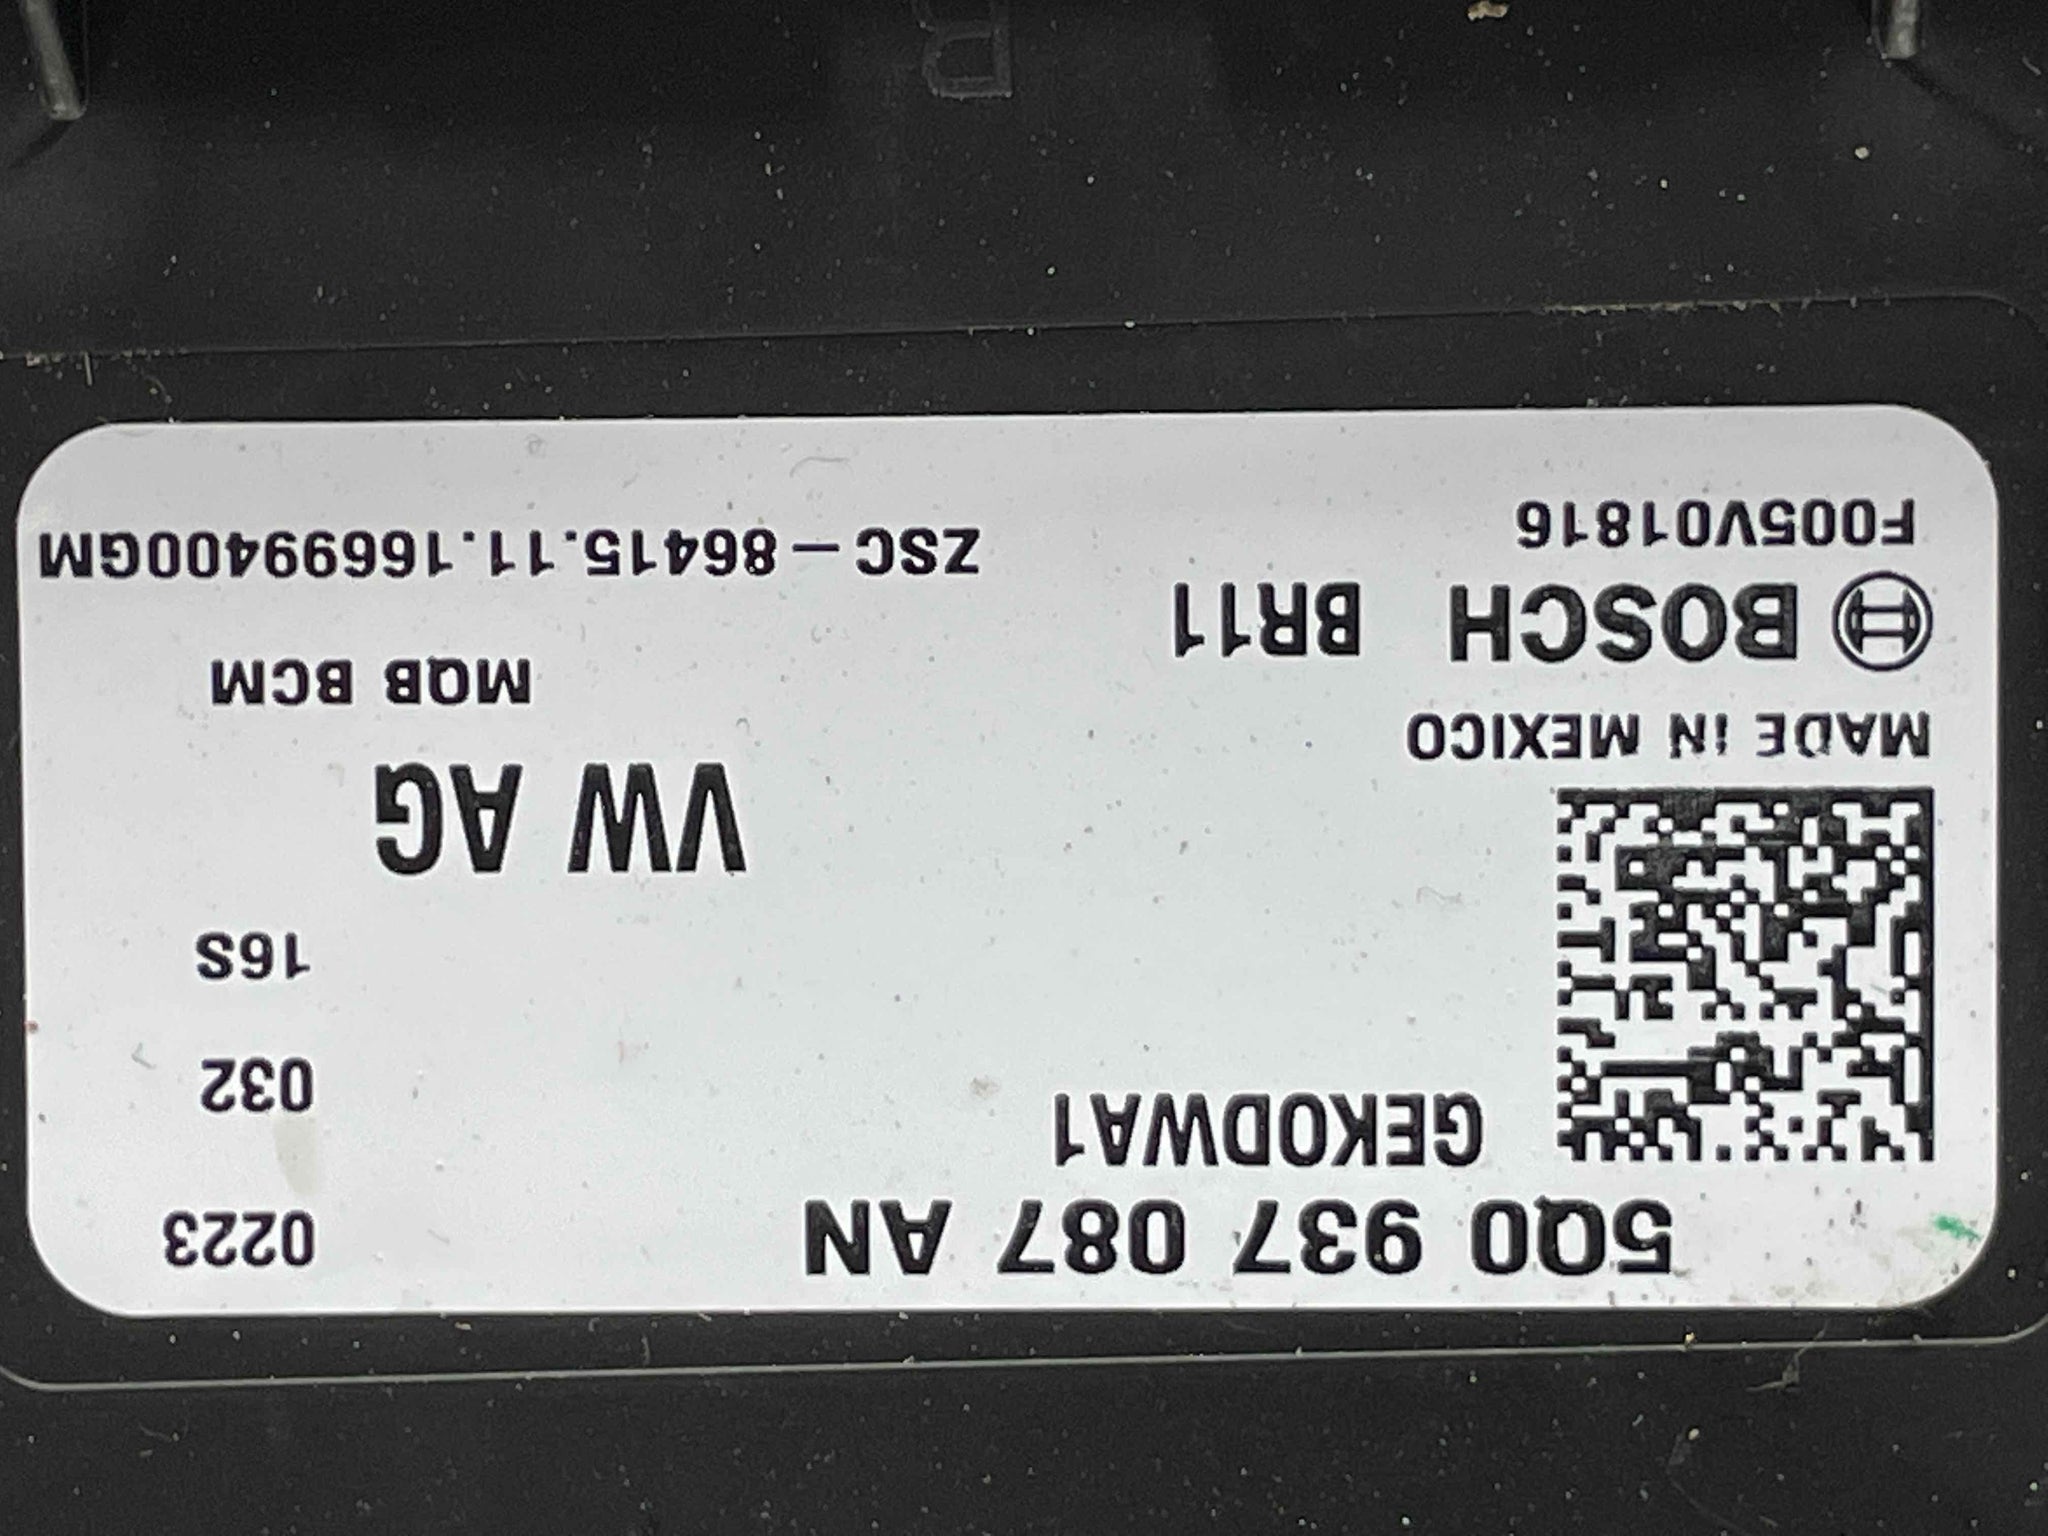 5Q0 937 087 AN 0223
GEKODWA1 032
16S
VW AG
MADE IN MEXICO MQB BCM
BOSCH BR11
ZSC - 86415.11.16699400GM
F005V01816
R